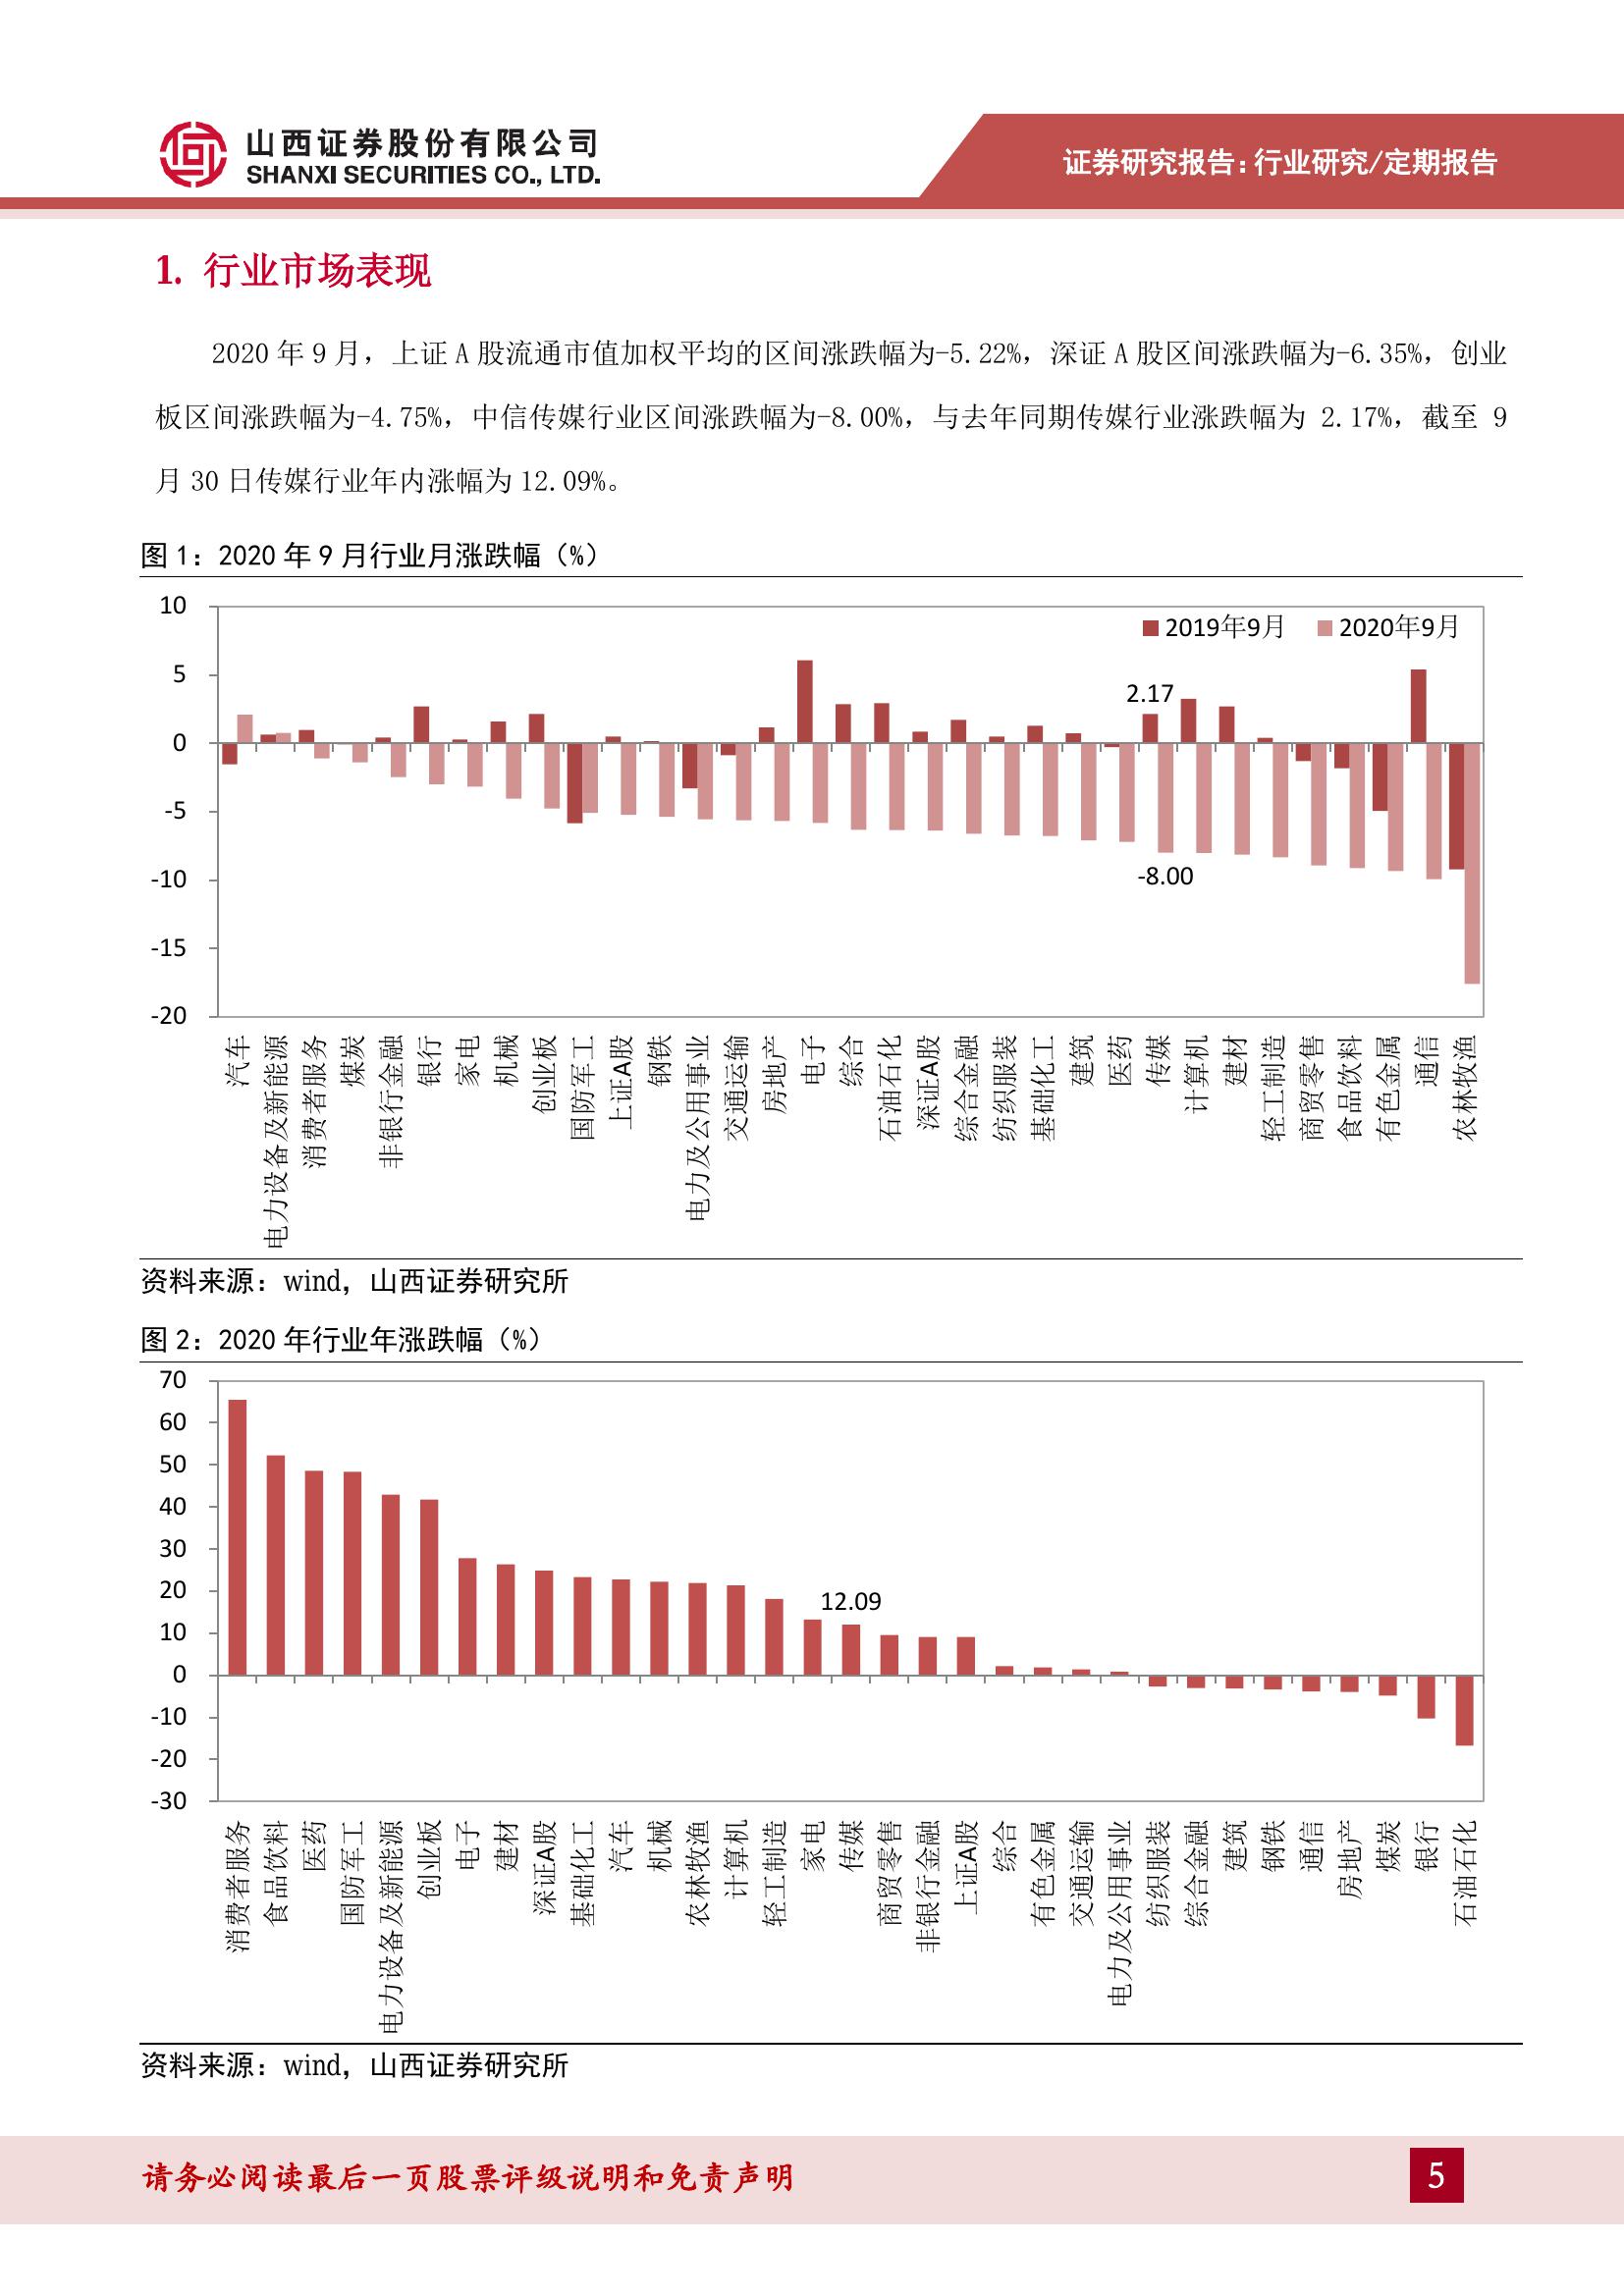 山西证券股份有限公司
SHANXI SECURITIES CO., LTD.
证券研究报告:行业研究/定期报告
1. 行业市场表现
2020 年 9 月，上证 A 股流通市值加权平均的区间涨跌幅为-5.22%，深证 A 股区间涨跌幅为-6.35%，创业
板区间涨跌幅为-4.75%，中信传媒行业区间涨跌幅为-8.00%，与去年同期传媒行业涨跌幅为 2.17%，截至 9
月 30 日传媒行业年内涨幅为 12.09%。
图 1：2020 年 9 月行业月涨跌幅（%）
10
5
0
-5
-10
-15
-20
2019年9月
2020年9月
2.17
-8.00
汽车
电力设备及新能源
消费者服务
煤炭
非银行金融
银行
家电
机械
创业板
国防军工
上证A股
钢铁
电力及公用事业
交通运输
房地产
电子
综合
石油石化
深证A股
综合金融
纺织服装
基础化工
建筑
医药
传媒
计算机
建材
轻工制造
商贸零售
食品饮料
有色金属
通信
农林牧渔
资料来源：wind，山西证券研究所
图 2：2020 年行业年涨跌幅（%）
70
60
50
40
30
20
10
0
-10
-20
-30
12.09
消费者服务
食品饮料
医药
国防军工
电力设备及新能源
创业板
电子
建材
深证A股
基础化工
汽车
机械
农林牧渔
计算机
轻工制造
家电
传媒
商贸零售
非银行金融
上证A股
综合
有色金属
交通运输
电力及公用事业
纺织服装
综合金融
建筑
钢铁
通信
房地产
煤炭
银行
石油石化
资料来源：wind，山西证券研究所
请务必阅读最后一页股票评级说明和免责声明
5